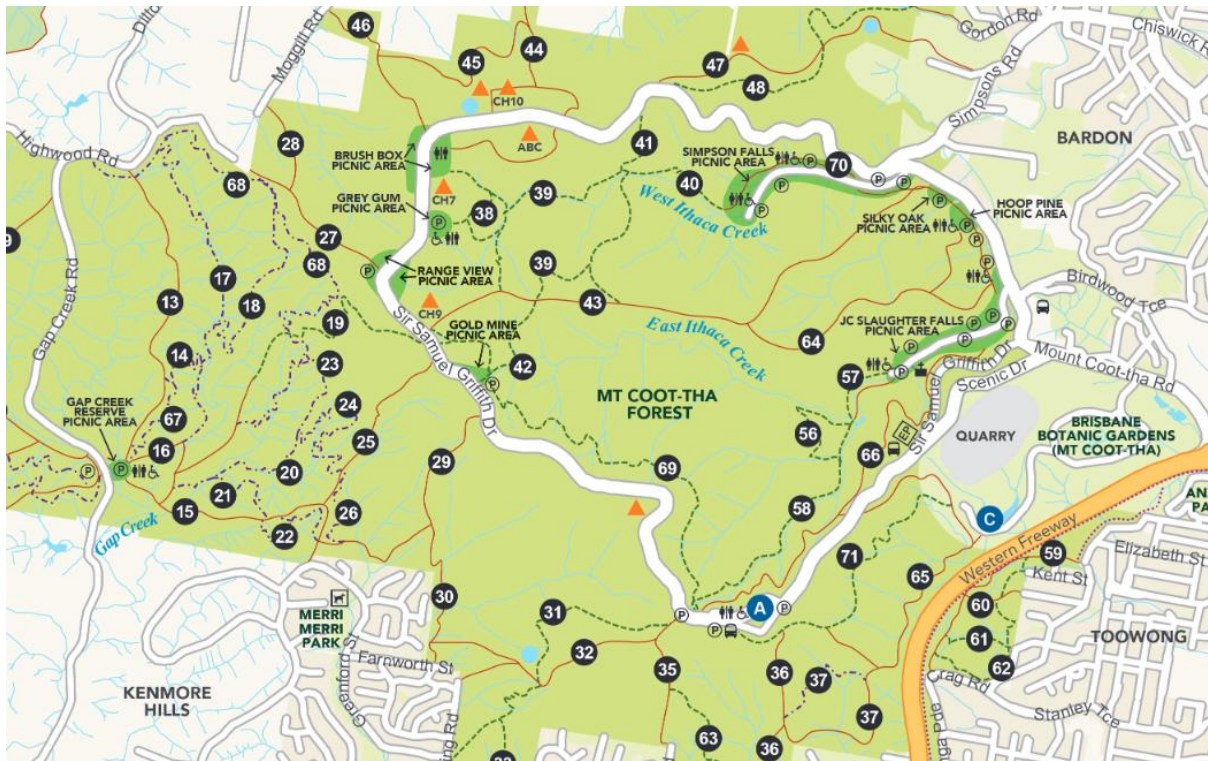 Gordon Rd
Chiswick Rd
Moggill Rd
46
44
45
CH10
47
48
Simpsons Rd
BARDON
Highwood Rd
28
BRUSH BOX
PICNIC AREA
ABC
41
SIMPSON FALLS
PICNIC AREA
P
70
68
GREY GUM
PICNIC AREA
CH7
P
38
39
40
West Ithaca Creek
P
P
P
P
P
SILKY OAK
PICNIC AREA
HOOP PINE
PICNIC AREA
P
P
27
68
P
RANGE VIEW
PICNIC AREA
39
Birdwood Tce
17
13
18
CH9
43
Gap Creek Rd
19
GOLD MINE
PICNIC AREA
East Ithaca Creek
JC SLAUGHTER FALLS
PICNIC AREA
P
P
P
P
64
14
23
Sir Samuel Griffith Dr
42
P
57
P
Mount Coot-tha Rd
MT COOT-THA
FOREST
Sir Samuel Griffith Dr
Scenic Dr
GAP CREEK
RESERVE
PICNIC AREA
67
24
25
56
EP
QUARRY
BRISBANE
BOTANIC GARDENS
(MT COOT-THA)
16
P
P
20
29
69
66
21
15
26
58
C
Gap Creek
22
71
Western Freeway
59
Elizabeth St
Kent St
65
30
31
P
A
P
P
60
61
TOOWONG
MERRI
MERRI
PARK
32
Farnworth St
35
36
37
62
Crag Rd
KENMORE
HILLS
Greenford St
37
Stanley Tce
63
36